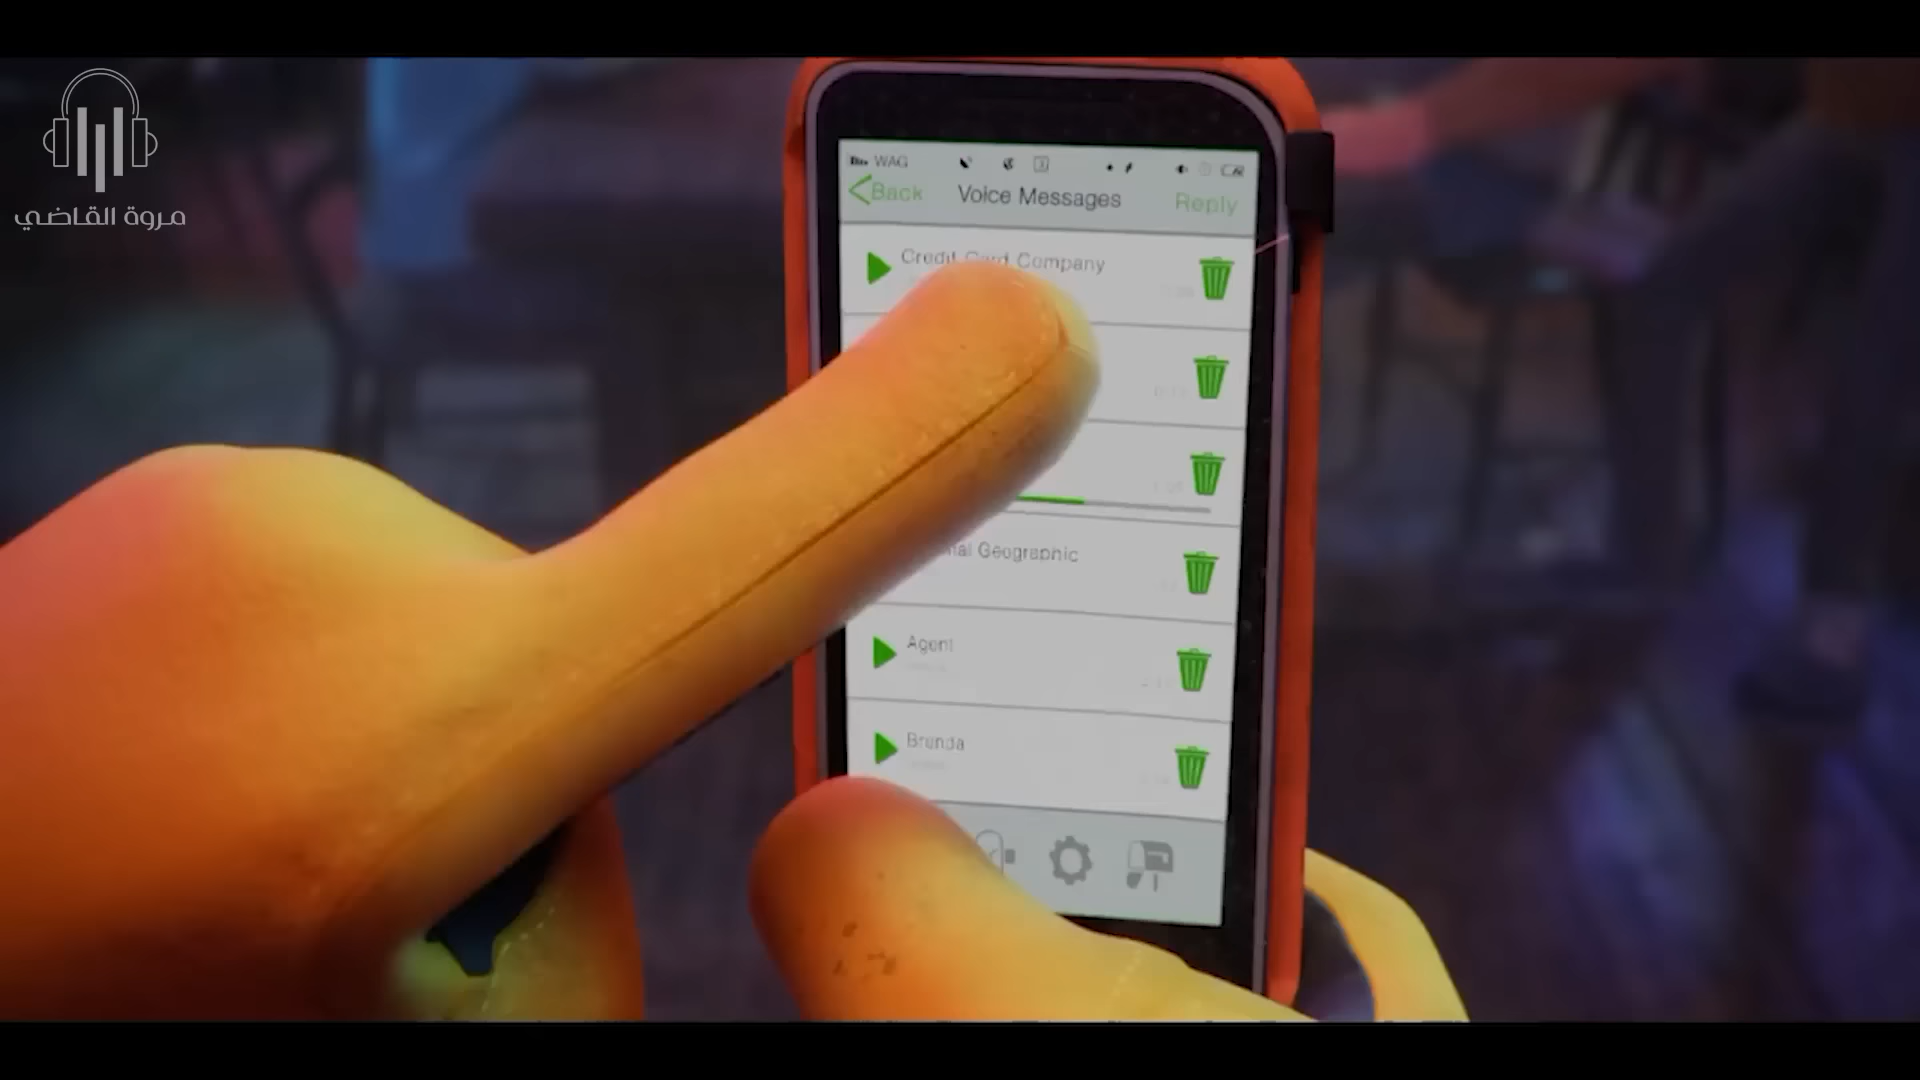 مروة القاضي
WAG
Back Voice Messages Reply
Credit Card Company
Geographic
Agent
Brenda